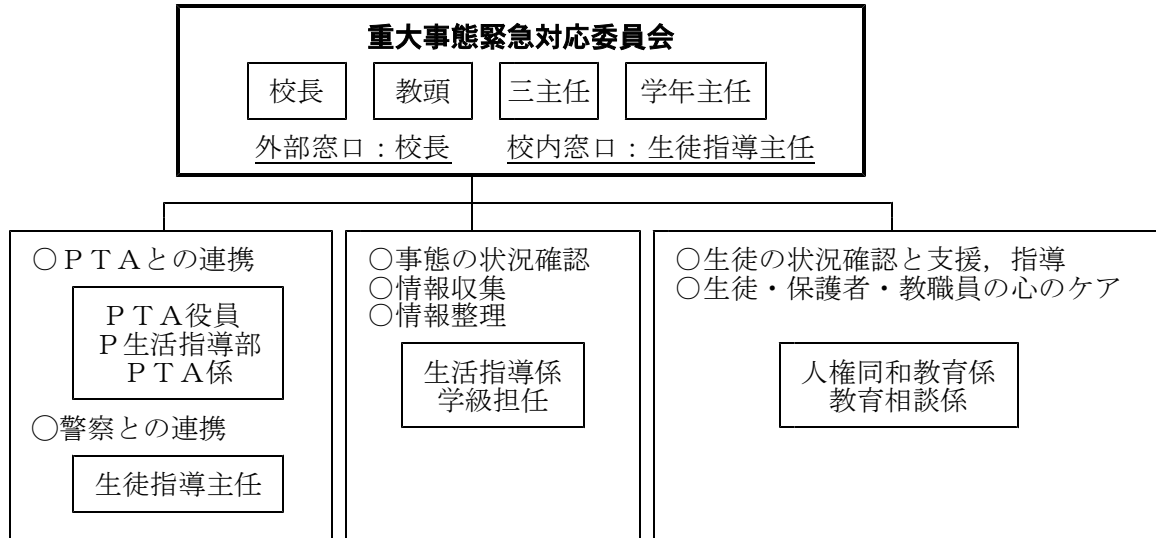 重大事態緊急対応委員会
校長 教頭 三主任 学年主任
外部窓口：校長 校内窓口：生徒指導主任
○ＰＴＡとの連携
ＰＴＡ役員
Ｐ生活指導部
ＰＴＡ係
○警察との連携
生徒指導主任
○事態の状況確認
○情報収集
○情報整理
生活指導係
学級担任
○生徒の状況確認と支援，指導
○生徒・保護者・教職員の心のケア
人権同和教育係
教育相談係